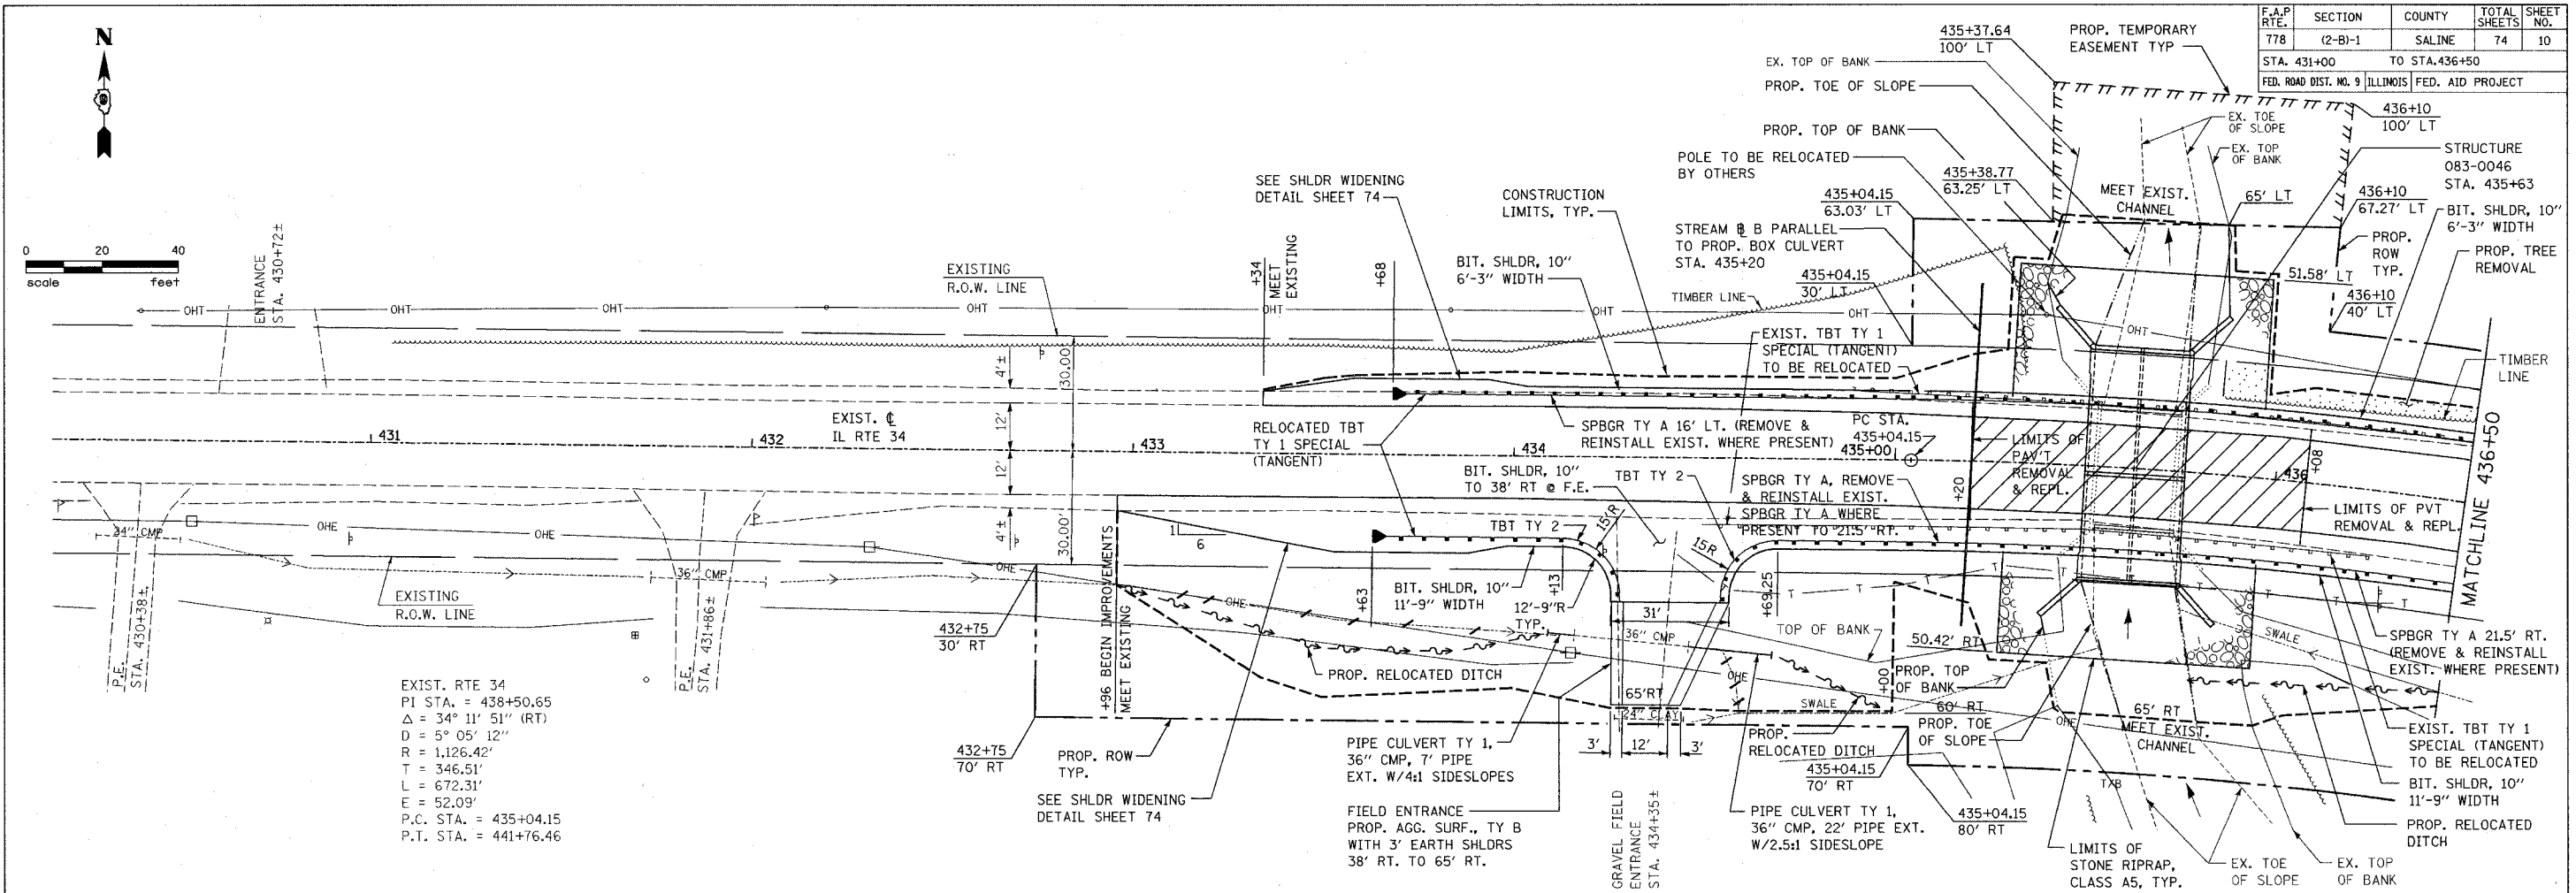 F.A.P RTE. SECTION COUNTY TOTAL SHEETS SHEET NO.
778 (2-B)-1 SALINE 74 10
STA. 431+00 TO STA.436+50
FED. ROAD DIST. NO. 9 ILLINOIS FED. AID PROJECT
N
0 20 40
scale feet
ENTRANCE
STA. 430+72±
EXISTING
R.O.W. LINE
+34
MEET
EXISTING
+68
SEE SHLDR WIDENING
DETAIL SHEET 74
CONSTRUCTION
LIMITS, TYP.
BIT. SHLDR, 10"
6'-3" WIDTH
435+37.64
100' LT
PROP. TEMPORARY
EASEMENT TYP
EX. TOP OF BANK
PROP. TOE OF SLOPE
PROP. TOP OF BANK
POLE TO BE RELOCATED
BY OTHERS
435+38.77
63.25' LT
435+04.15
63.03' LT
STREAM ℄ B PARALLEL
TO PROP. BOX CULVERT
STA. 435+20
435+04.15
30' LT
TIMBER LINE
EXIST. TBT TY 1
SPECIAL (TANGENT)
TO BE RELOCATED
MEET EXIST.
CHANNEL
EX. TOE
OF SLOPE
EX. TOP
OF BANK
436+10
100' LT
STRUCTURE
083-0046
STA. 435+63
65' LT
436+10
67.27' LT
BIT. SHLDR, 10"
6'-3" WIDTH
PROP.
ROW
TYP.
PROP. TREE
REMOVAL
51.58' LT
436+10
40' LT
TIMBER
LINE
OHT OHT OHT OHT OHT OHT OHT OHT
4'±
30.00'
12'
431 432 433 434 435+00 436
EXIST. ℄
IL RTE 34
12'
4'±
30.00'
RELOCATED TBT
TY 1 SPECIAL
(TANGENT)
SPBGR TY A 16' LT. (REMOVE &
REINSTALL EXIST. WHERE PRESENT)
PC STA.
435+04.15
LIMITS OF
PAV'T
REMOVAL
& REPL.
+20
+08
LIMITS OF PVT
REMOVAL & REPL.
MATCHLINE 436+50
BIT. SHLDR, 10"
TO 38' RT @ F.E.
TBT TY 2
SPBGR TY A, REMOVE
& REINSTALL EXIST.
SPBGR TY A WHERE
PRESENT TO 21.5' RT.
24" CMP
OHE OHE OHE OHE OHE OHE OHE
36" CMP
P.E.
STA. 430+38±
EXISTING
R.O.W. LINE
P.E.
STA. 431+86±
432+75
30' RT
+96 BEGIN IMPROVEMENTS
MEET EXISTING
1
6
TBT TY 2
15'R
15'R
BIT. SHLDR, 10"
11'-9" WIDTH
+63
+13
12'-9"R
TYP.
31'
36" CMP
+69.25
T T T T T T T
TOP OF BANK
50.42' RT
+00
PROP. TOP
OF BANK
60' RT
PROP. TOE
OF SLOPE
SWALE
SWALE
65'RT
24" CLAY
3' 12' 3'
PROP. RELOCATED DITCH
PROP.
RELOCATED DITCH
435+04.15
70' RT
435+04.15
80' RT
65' RT
MEET EXIST.
CHANNEL
T/B
SPBGR TY A 21.5' RT.
(REMOVE & REINSTALL
EXIST. WHERE PRESENT)
EXIST. TBT TY 1
SPECIAL (TANGENT)
TO BE RELOCATED
BIT. SHLDR, 10"
11'-9" WIDTH
PROP. RELOCATED
DITCH
EXIST. RTE 34
PI STA. = 438+50.65
Δ = 34° 11' 51" (RT)
D = 5° 05' 12"
R = 1,126.42'
T = 346.51'
L = 672.31'
E = 52.09'
P.C. STA. = 435+04.15
P.T. STA. = 441+76.46
432+75
70' RT
PROP. ROW
TYP.
SEE SHLDR WIDENING
DETAIL SHEET 74
PIPE CULVERT TY 1,
36" CMP, 7' PIPE
EXT. W/4:1 SIDESLOPES
FIELD ENTRANCE
PROP. AGG. SURF., TY B
WITH 3' EARTH SHLDRS
38' RT. TO 65' RT.
GRAVEL FIELD
ENTRANCE
STA. 434+35±
PIPE CULVERT TY 1,
36" CMP, 22' PIPE EXT.
W/2.5:1 SIDESLOPE
LIMITS OF
STONE RIPRAP,
CLASS A5, TYP.
EX. TOE
OF SLOPE
EX. TOP
OF BANK